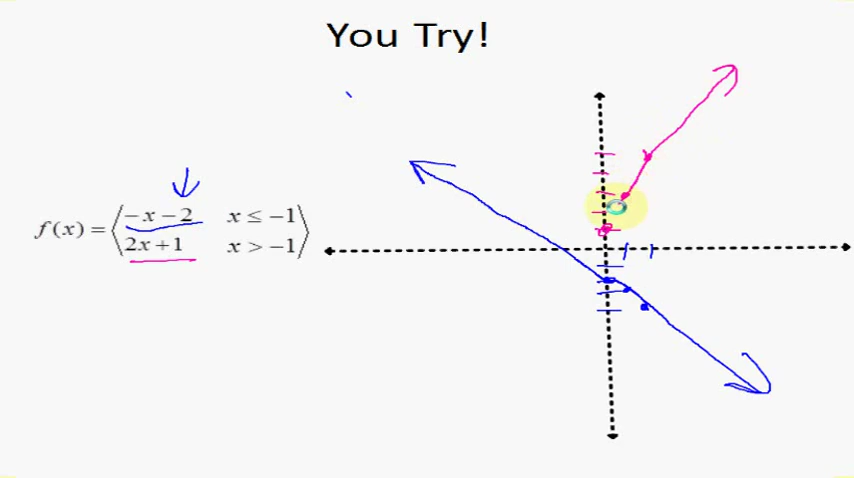 You Try!
−x − 2 x ≤ −1
f(x) =
2x + 1 x > −1